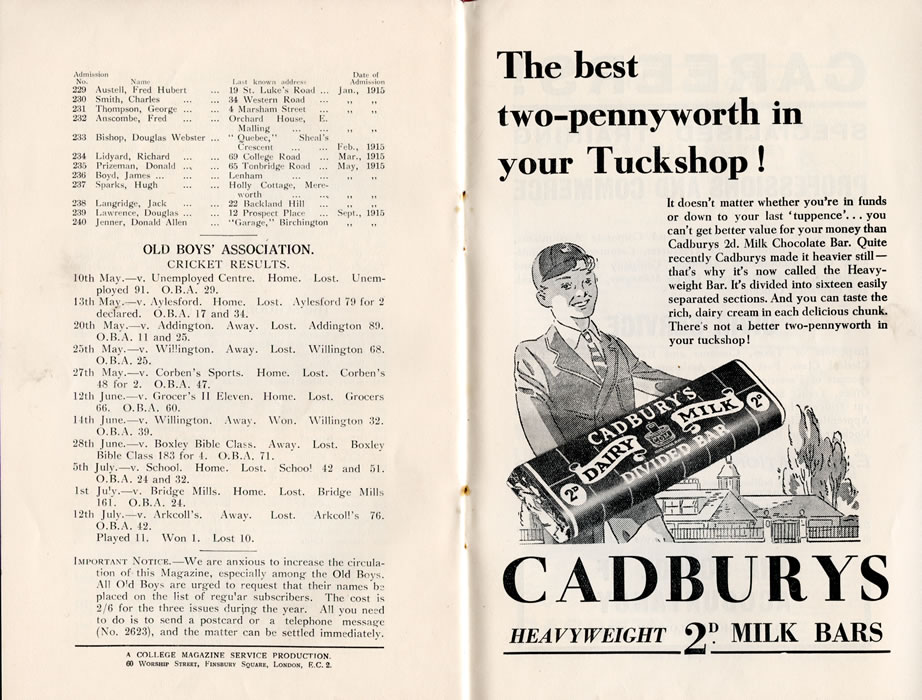 Admission Date of
No. Name Last known address Admission
229 Austell, Fred Hubert ... 19 St. Luke's Road ... Jan., 1915
230 Smith, Charles ... ... 34 Western Road ... „ „
231 Thompson, George ... ... 4 Marsham Street ... „ „
232 Anscombe, Fred ... Orchard House, E.
Malling ... ... „ „
233 Bishop, Douglas Webster ... " Quebec," Sheal's
Crescent ... ... Feb., 1915
234 Lidyard, Richard ... 69 College Road ... Mar., 1915
235 Prizeman, Donald ... ... 65 Tonbridge Road ... May, 1915
236 Boyd, James ... ... Lenham ... ... „ „
237 Sparks, Hugh ... Holly Cottage, Mere-
worth ... ... „ „
238 Langridge, Jack ... 22 Backland Hill ... „ „
239 Lawrence, Douglas ... ... 12 Prospect Place ... Sept., 1915
240 Jenner, Donald Allen ... "Garage," Birchington „ „
OLD BOYS' ASSOCIATION.
CRICKET RESULTS.
10th May.—v. Unemployed Centre. Home. Lost. Unem-
ployed 91. O.B.A. 29.
13th May.—v. Aylesford. Home. Lost. Aylesford 79 for 2
declared. O.B.A. 17 and 34.
20th May.—v. Addington. Away. Lost. Addington 89.
O.B.A. 11 and 25.
25th May.—v. Willington. Away. Lost. Willington 68.
O.B.A. 25.
27th May.—v. Corben's Sports. Home. Lost. Corben's
48 for 2. O.B.A. 47.
12th June.—v. Grocer's II Eleven. Home. Lost. Grocers
66. O.B.A. 60.
14th June.—v. Willington. Away. Won. Willington 32.
O.B.A. 39.
28th June.—v. Boxley Bible Class. Away. Lost. Boxley
Bible Class 183 for 4. O.B.A. 71.
5th July.—v. School. Home. Lost. School 42 and 51.
O.B.A. 24 and 32.
1st July.—v. Bridge Mills. Home. Lost. Bridge Mills
161. O.B.A. 24.
12th July.—v. Arkcoll's. Away. Lost. Arkcoll's 76.
O.B.A. 42.
Played 11. Won 1. Lost 10.
IMPORTANT NOTICE.—We are anxious to increase the circula-
tion of this Magazine, especially among the Old Boys.
All Old Boys are urged to request that their names be
placed on the list of regular subscribers. The cost is
2/6 for the three issues during the year. All you need
to do is to send a postcard or a telephone message
(No. 2623), and the matter can be settled immediately.
A COLLEGE MAGAZINE SERVICE PRODUCTION.
60 WORSHIP STREET, FINSBURY SQUARE, LONDON, E.C. 2.
The best
two-pennyworth in
your Tuckshop !
It doesn't matter whether you're in funds
or down to your last 'tuppence'... you
can't get better value for your money than
Cadburys 2d. Milk Chocolate Bar. Quite
recently Cadburys made it heavier still—
that's why it's now called the Heavy-
weight Bar. It's divided into sixteen easily
separated sections. And you can taste the
rich, dairy cream in each delicious chunk.
There's not a better two-pennyworth in
your tuckshop!
CADBURY'S
DAIRY MILK
DIVIDED BAR
2D
2D
CADBURYS
HEAVYWEIGHT 2D MILK BARS